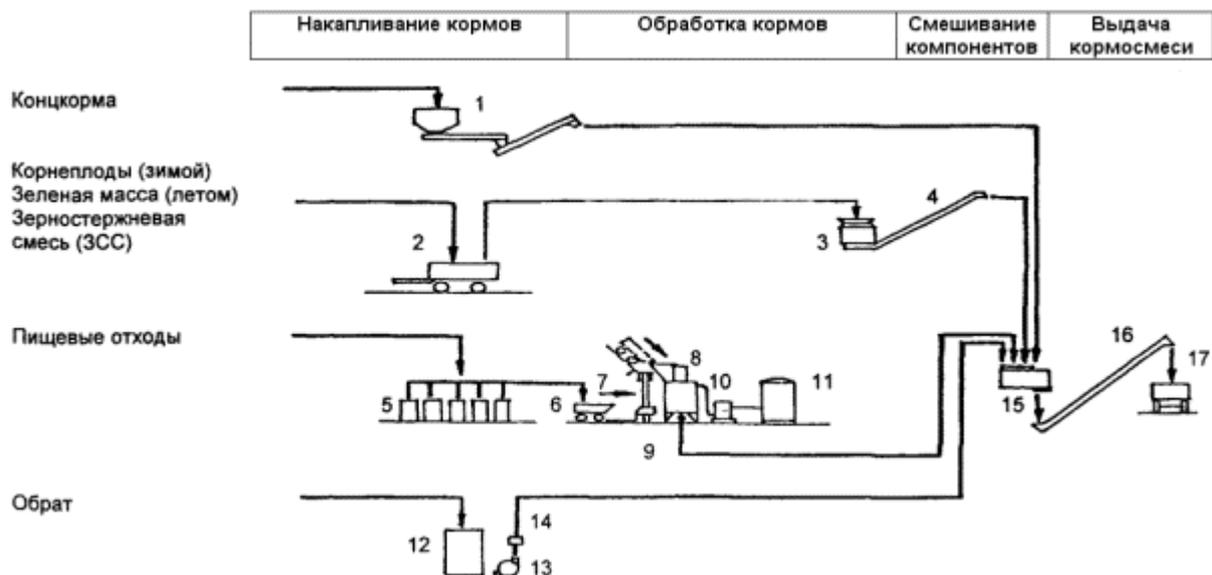 Накапливание кормов
Обработка кормов
Смешивание
компонентов
Выдача
кормосмеси
Концкорма
1
Корнеплоды (зимой)
Зеленая масса (летом)
Зерностержневая
смесь (ЗСС)
2
3
4
Пищевые отходы
5
6
7
8
9
10
11
15
16
17
Обрат
12
13
14